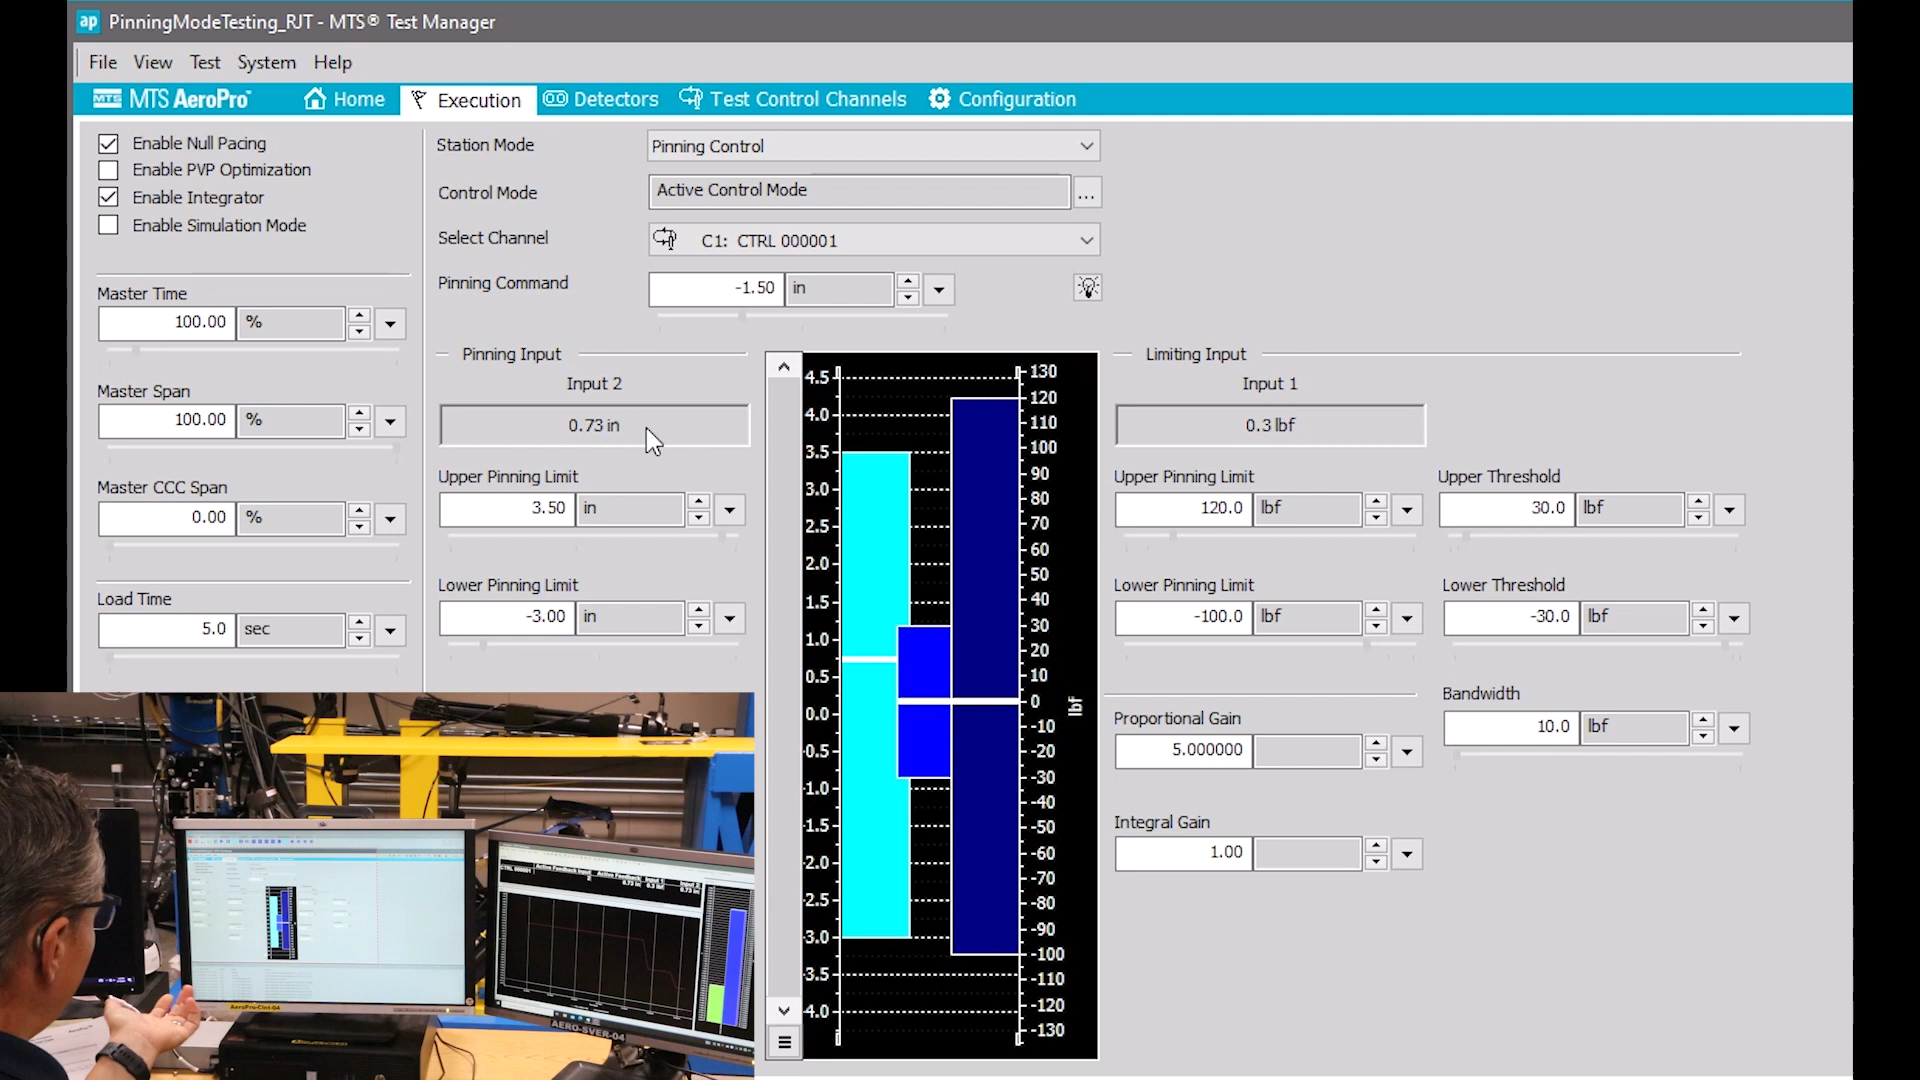 ap PinningModeTesting_RJT - MTS® Test Manager
File View Test System Help
MTS MTS AeroPro™ Home Execution Detectors Test Control Channels Configuration
Enable Null Pacing
Enable PVP Optimization
Enable Integrator
Enable Simulation Mode
Master Time
100.00 %
Master Span
100.00 %
Master CCC Span
0.00 %
Load Time
5.0 sec
Station Mode Pinning Control
Control Mode Active Control Mode ...
Select Channel C1: CTRL 000001
Pinning Command -1.50 in
Pinning Input
Input 2
0.73 in
Upper Pinning Limit
3.50 in
Lower Pinning Limit
-3.00 in
4.5
4.0
3.5
3.0
2.5
2.0
1.5
1.0
0.5
0.0
-0.5
-1.0
-1.5
-2.0
-2.5
-3.0
-3.5
-4.0
130
120
110
100
90
80
70
60
50
40
30
20
10
0
-10
-20
-30
-40
-50
-60
-70
-80
-90
-100
-110
-120
-130
lbf
Limiting Input
Input 1
0.3 lbf
Upper Pinning Limit Upper Threshold
120.0 lbf 30.0 lbf
Lower Pinning Limit Lower Threshold
-100.0 lbf -30.0 lbf
Proportional Gain
5.000000
Bandwidth
10.0 lbf
Integral Gain
1.00
AeroPro-Clnt-04
AERO-SVER-04